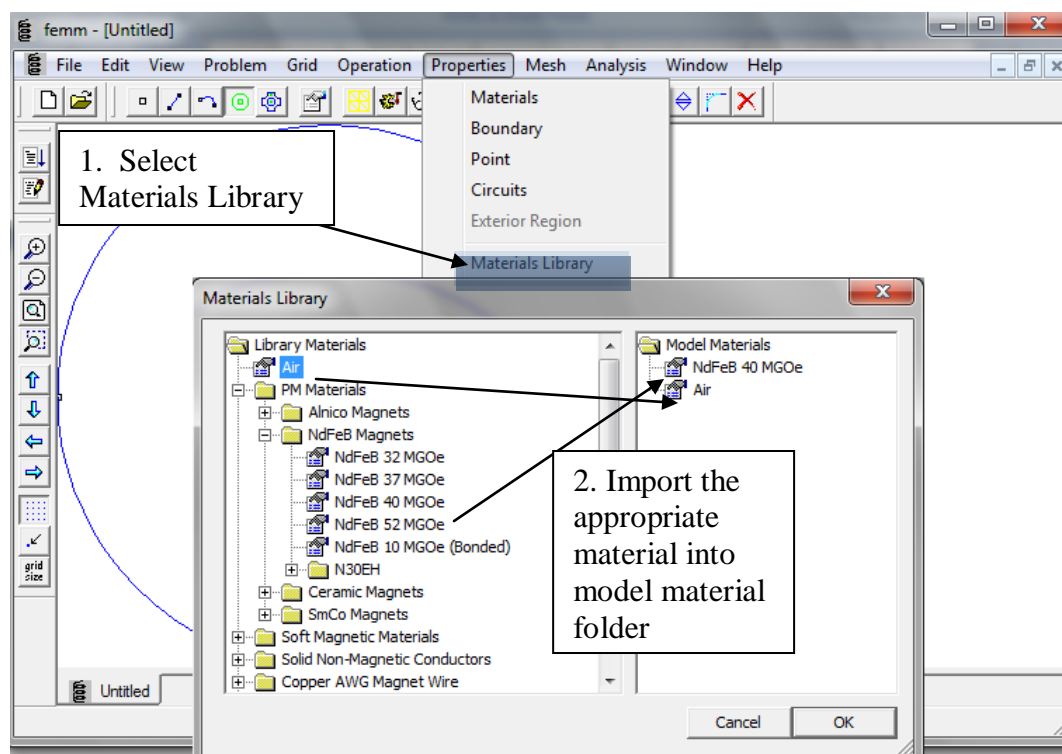 femm - [Untitled]
File Edit View Problem Grid Operation Properties Mesh Analysis Window Help
Materials
Boundary
Point
Circuits
Exterior Region
Materials Library
1. Select
Materials Library
grid
size
Materials Library
Library Materials
Air
PM Materials
Alnico Magnets
NdFeB Magnets
NdFeB 32 MGOe
NdFeB 37 MGOe
NdFeB 40 MGOe
NdFeB 52 MGOe
NdFeB 10 MGOe (Bonded)
N30EH
Ceramic Magnets
SmCo Magnets
Soft Magnetic Materials
Solid Non-Magnetic Conductors
Copper AWG Magnet Wire
Model Materials
NdFeB 40 MGOe
Air
2. Import the
appropriate
material into
model material
folder
Untitled
Cancel OK